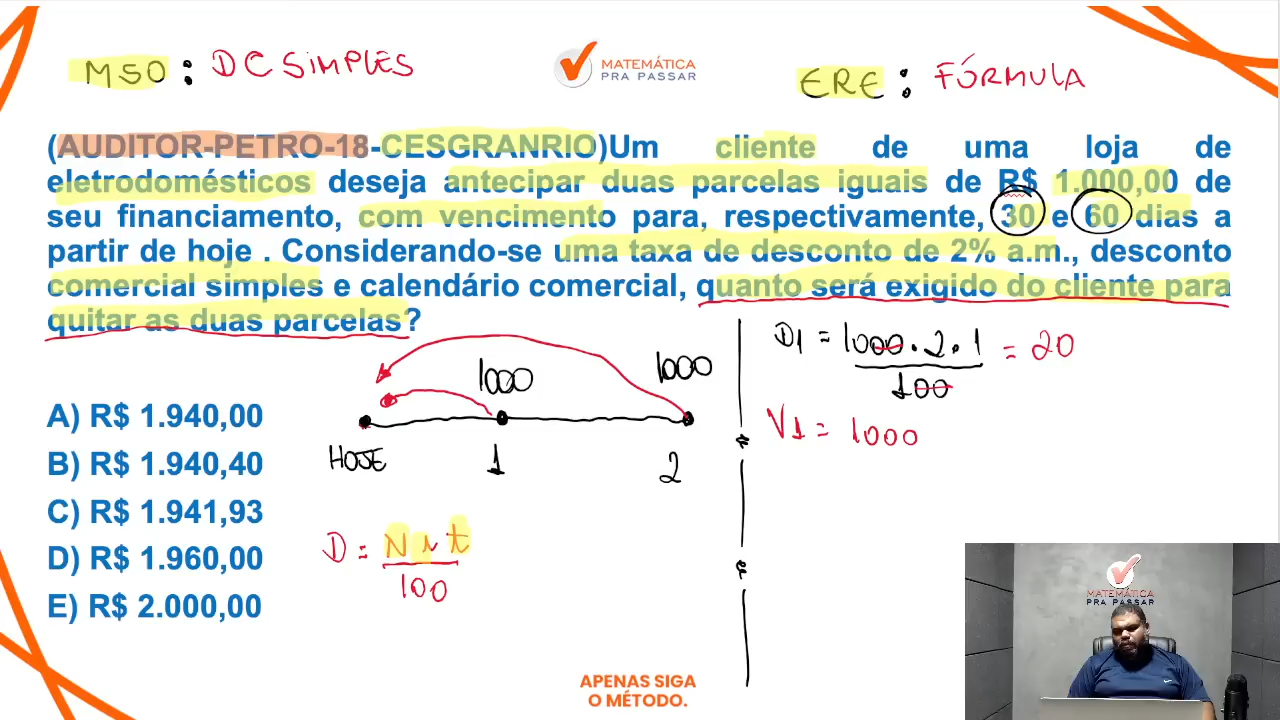 MSO : DC SIMPLES
MATEMÁTICA
PRA PASSAR
ERE : FÓRMULA
(AUDITOR-PETRO-18-CESGRANRIO)Um cliente de uma loja de
eletrodomésticos deseja antecipar duas parcelas iguais de R$ 1.000,00 de
seu financiamento, com vencimento para, respectivamente, 30 e 60 dias a
partir de hoje . Considerando-se uma taxa de desconto de 2% a.m., desconto
comercial simples e calendário comercial, quanto será exigido do cliente para
quitar as duas parcelas?
A) R$ 1.940,00
B) R$ 1.940,40
C) R$ 1.941,93
D) R$ 1.960,00
E) R$ 2.000,00
1000 1000
HOJE 1 2
D = N i t
100
D1 = 1000 . 2 . 1 = 20
100
V1 = 1000
MATEMÁTICA
PRA PASSAR
APENAS SIGA
O MÉTODO.